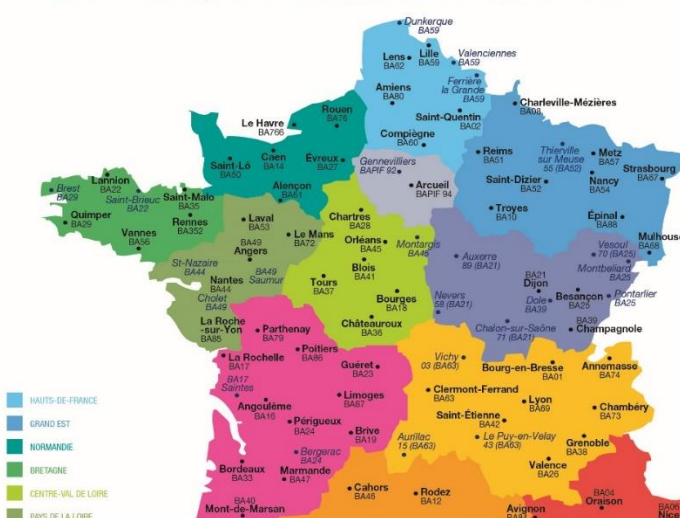 Dunkerque
BA59
Lille
BA59
Lens
BA62
Valenciennes
BA59
Ferrière
la Grande
BA59
Amiens
BA80
Saint-Quentin
BA02
Charleville-Mézières
BA08
Compiègne
BA60
Rouen
BA76
Le Havre
BA766
Saint-Lô
BA50
Caen
BA14
Évreux
BA27
Alençon
BA61
Gennevilliers
BAPIF 92
Arcueil
BAPIF 94
Reims
BA51
Thierville
sur Meuse
55 (BA52)
Metz
BA57
Strasbourg
BA67
Saint-Dizier
BA52
Nancy
BA54
Troyes
BA10
Épinal
BA88
Mulhouse
BA68
Brest
BA29
Lannion
BA22
Saint-Brieuc
BA22
Saint-Malo
BA35
Quimper
BA29
Rennes
BA352
Vannes
BA56
Laval
BA53
Le Mans
BA72
BA49
Angers
St-Nazaire
BA44
Nantes
BA44
BA49
Saumur
Cholet
BA49
La Roche
-sur-Yon
BA85
Chartres
BA28
Orléans
BA45
Montargis
BA45
Blois
BA41
Tours
BA37
Bourges
BA18
Châteauroux
BA36
Auxerre
89 (BA21)
Vesoul
70 (BA25)
Montbeliard
BA25
BA21
Dijon
Besançon
BA25
Dole
BA39
Pontarlier
BA25
Nevers
58 (BA21)
Chalon-sur-Saône
71 (BA21)
BA39
Champagnole
Parthenay
BA79
Poitiers
BA86
La Rochelle
BA17
Guéret
BA23
BA17
Saintes
Angoulême
BA16
Limoges
BA87
Périgueux
BA24
Brive
BA19
Bergerac
BA24
Bordeaux
BA33
Marmande
BA47
BA40
Mont-de-Marsan
Vichy
03 (BA63)
Bourg-en-Bresse
BA01
Annemasse
BA74
Clermont-Ferrand
BA63
Lyon
BA69
Chambéry
BA73
Saint-Étienne
BA42
Le Puy-en-Velay
43 (BA63)
Aurillac
15 (BA63)
Grenoble
BA38
Valence
BA26
Cahors
BA46
Rodez
BA12
Avignon
BA04
Oraison
BA06
Nice
HAUTS-DE-FRANCE
GRAND EST
NORMANDIE
BRETAGNE
CENTRE-VAL DE LOIRE
PAYS DE LA LOIRE